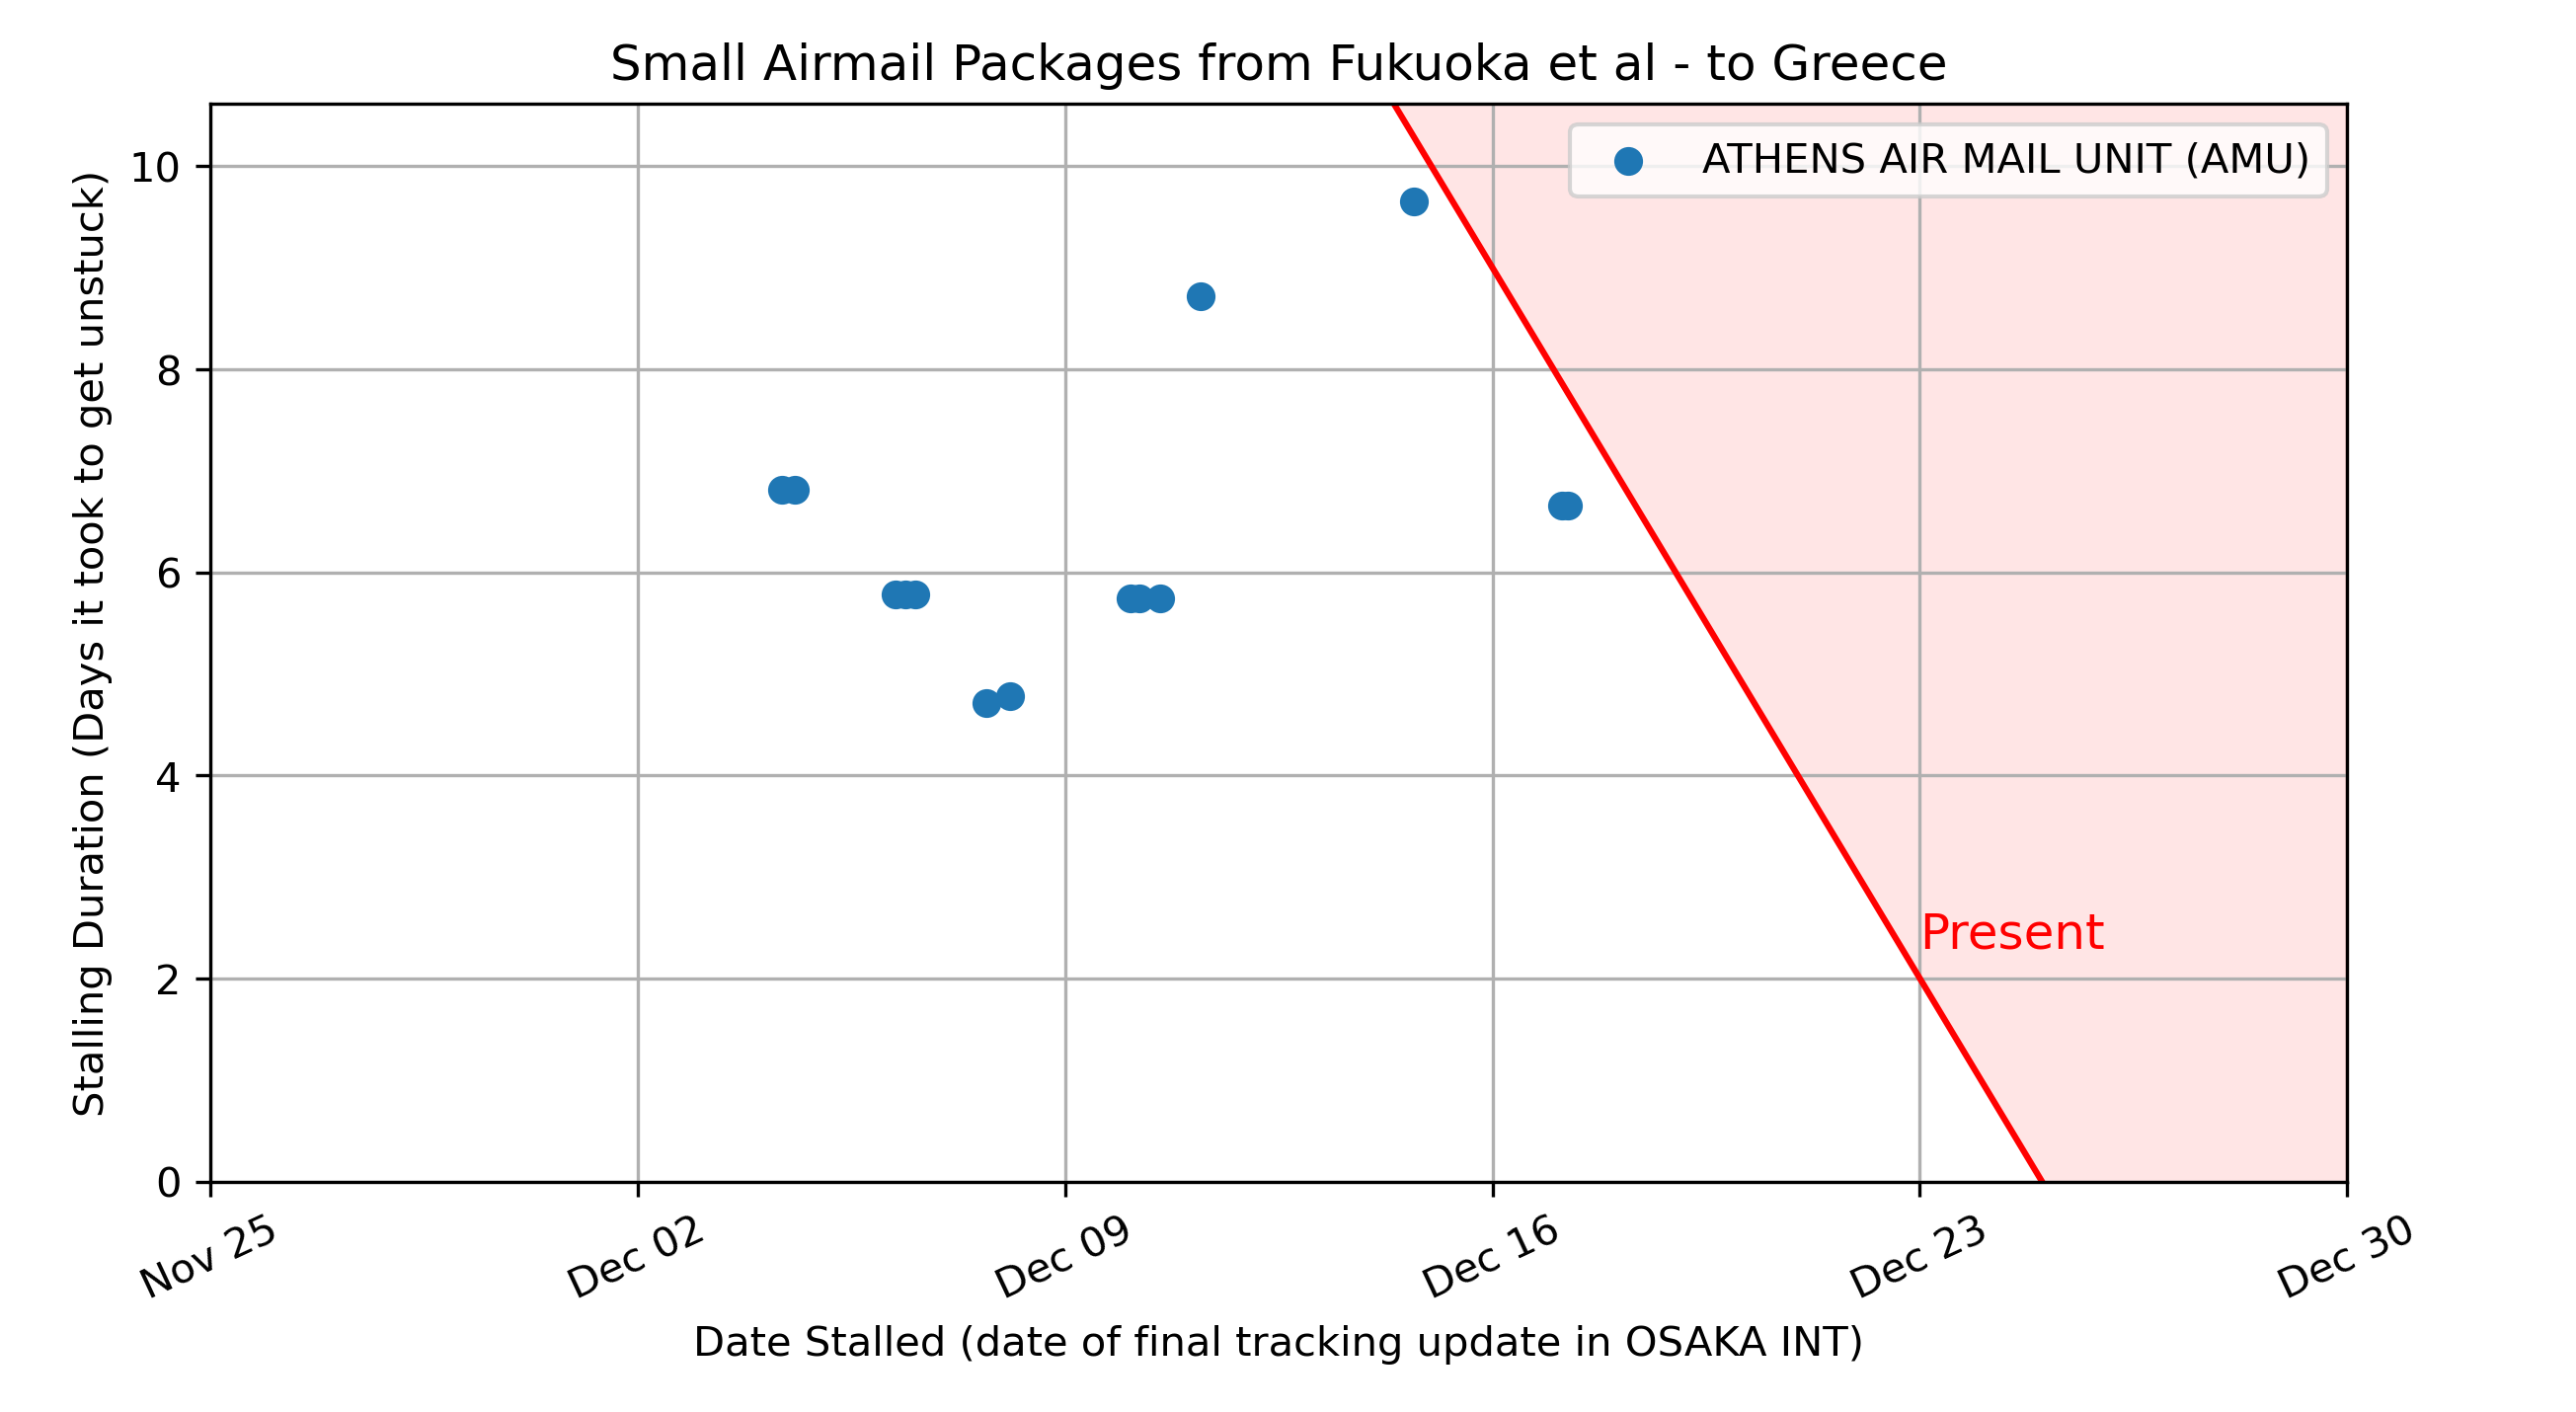 Small Airmail Packages from Fukuoka et al - to Greece
ATHENS AIR MAIL UNIT (AMU)
Stalling Duration (Days it took to get unstuck)
10
8
6
4
2
0
Present
Nov 25
Dec 02
Dec 09
Dec 16
Dec 23
Dec 30
Date Stalled (date of final tracking update in OSAKA INT)